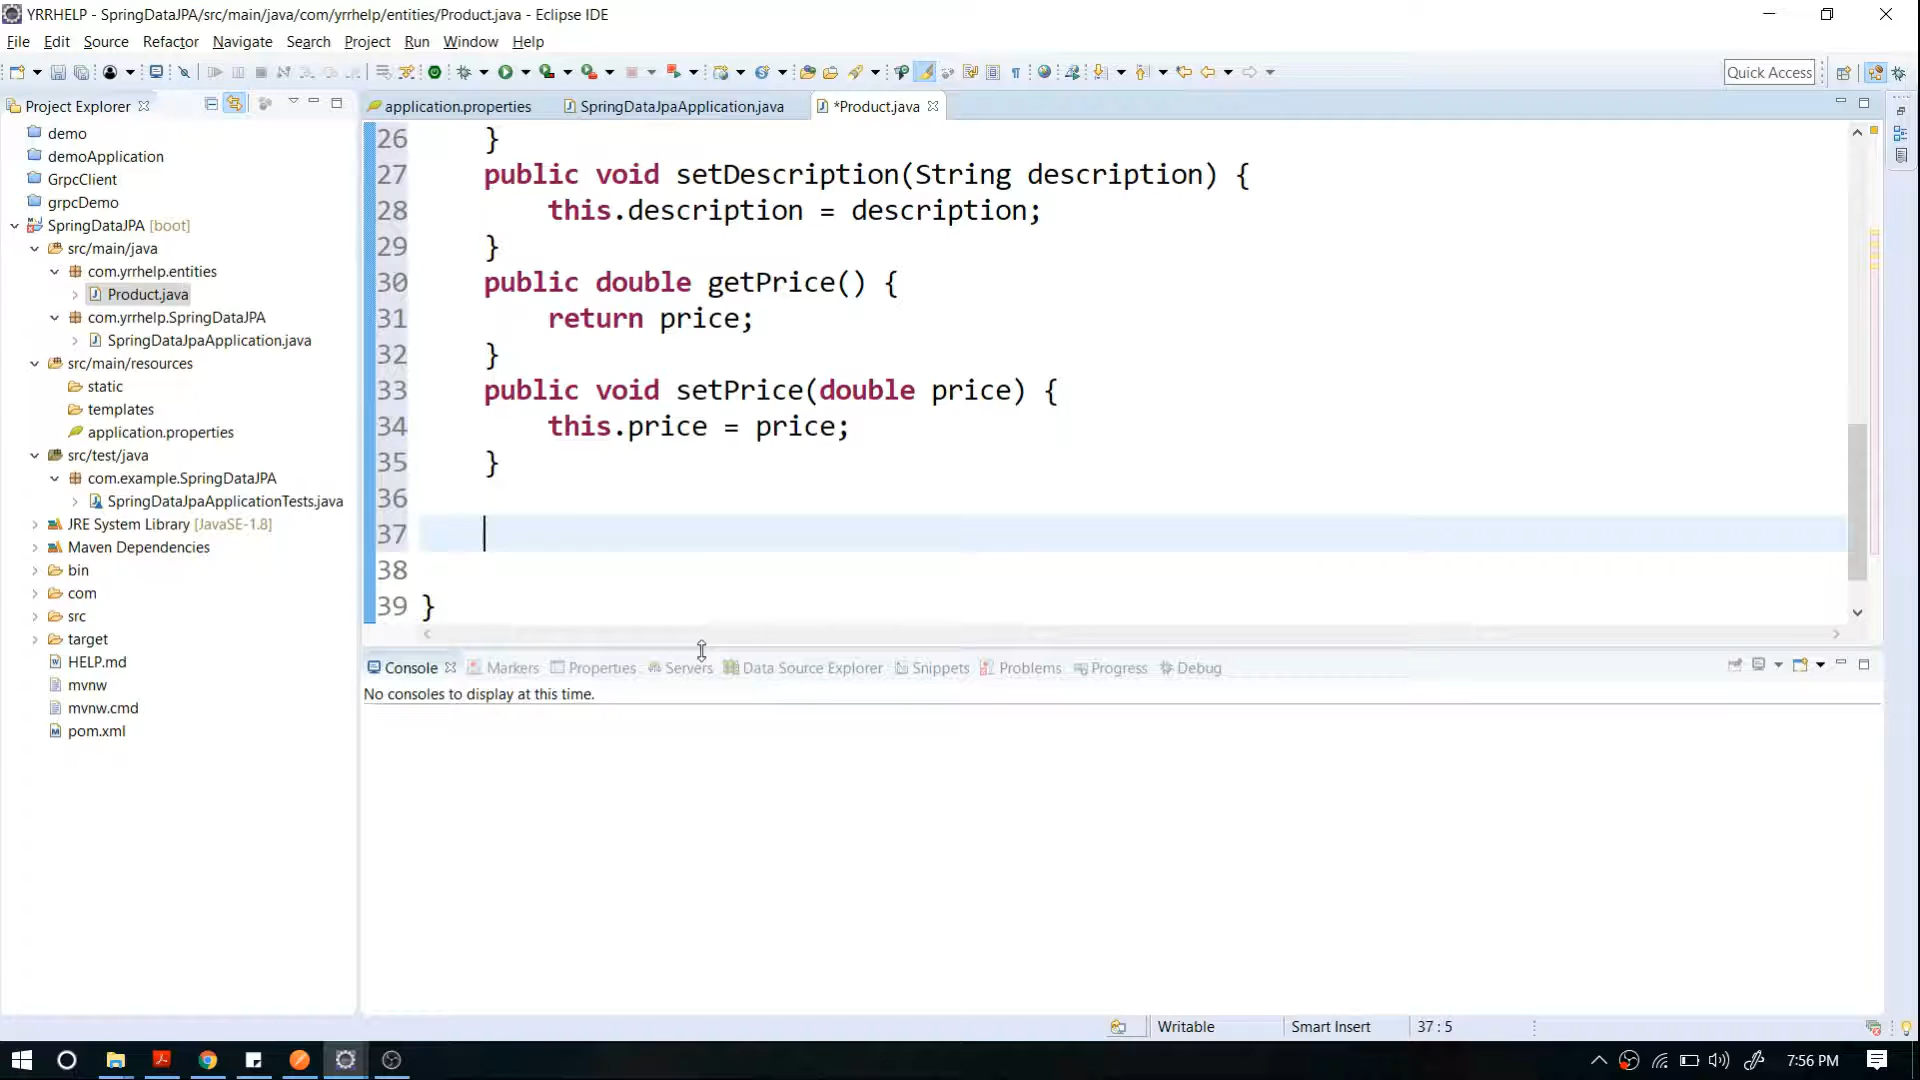 YRRHELP - SpringDataJPA/src/main/java/com/yrrhelp/entities/Product.java - Eclipse IDE
File Edit Source Refactor Navigate Search Project Run Window Help
Quick Access
Project Explorer
demo
demoApplication
GrpcClient
grpcDemo
SpringDataJPA [boot]
src/main/java
com.yrrhelp.entities
Product.java
com.yrrhelp.SpringDataJPA
SpringDataJpaApplication.java
src/main/resources
static
templates
application.properties
src/test/java
com.example.SpringDataJPA
SpringDataJpaApplicationTests.java
JRE System Library [JavaSE-1.8]
Maven Dependencies
bin
com
src
target
HELP.md
mvnw
mvnw.cmd
pom.xml
application.properties SpringDataJpaApplication.java *Product.java
26 }
27 public void setDescription(String description) {
28 this.description = description;
29 }
30 public double getPrice() {
31 return price;
32 }
33 public void setPrice(double price) {
34 this.price = price;
35 }
36
37
38
39 }
Console Markers Properties Servers Data Source Explorer Snippets Problems Progress Debug
No consoles to display at this time.
Writable Smart Insert 37 : 5
7:56 PM